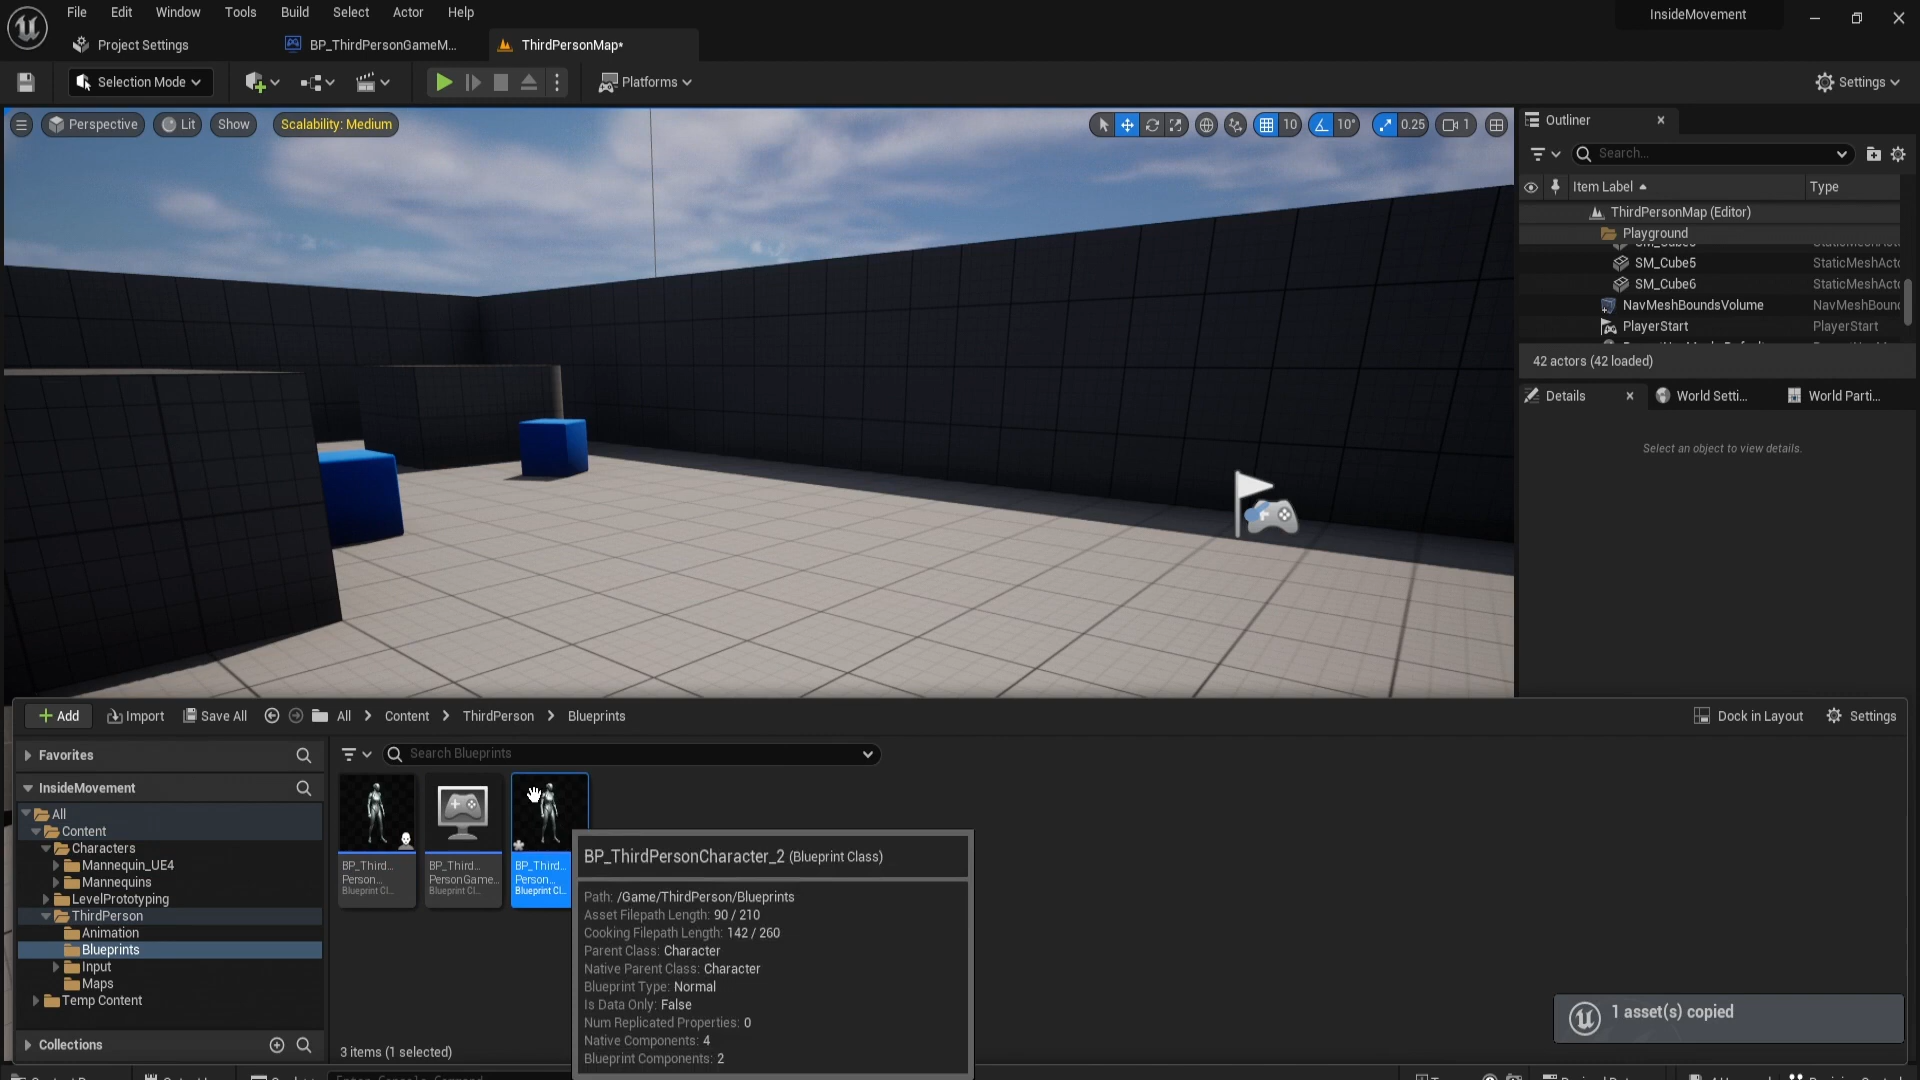 File Edit Window Tools Build Select Actor Help
InsideMovement
Project Settings
BP_ThirdPersonGameM...
ThirdPersonMap*
Selection Mode
Platforms
Settings
Perspective
Lit
Show
Scalability: Medium
10
10°
0.25
1
Outliner
Search...
Item Label
Type
ThirdPersonMap (Editor)
Playground
SM_Cube5 StaticMeshActo
SM_Cube6 StaticMeshActo
NavMeshBoundsVolume NavMeshBound
PlayerStart PlayerStart
42 actors (42 loaded)
Details
World Setti...
World Parti...
Select an object to view details.
Add
Import
Save All
All
Content
ThirdPerson
Blueprints
Dock in Layout
Settings
Favorites
Search Blueprints
InsideMovement
All
Content
Characters
Mannequin_UE4
Mannequins
LevelPrototyping
ThirdPerson
Animation
Blueprints
Input
Maps
Temp Content
Collections
BP_Third...
Person...
Blueprint Cl...
BP_Third...
PersonGame...
Blueprint Cl...
BP_Third...
Person...
Blueprint Cl...
3 items (1 selected)
BP_ThirdPersonCharacter_2 (Blueprint Class)
Path: /Game/ThirdPerson/Blueprints
Asset Filepath Length: 90 / 210
Cooking Filepath Length: 142 / 260
Parent Class: Character
Native Parent Class: Character
Blueprint Type: Normal
Is Data Only: False
Num Replicated Properties: 0
Native Components: 4
Blueprint Components: 2
1 asset(s) copied